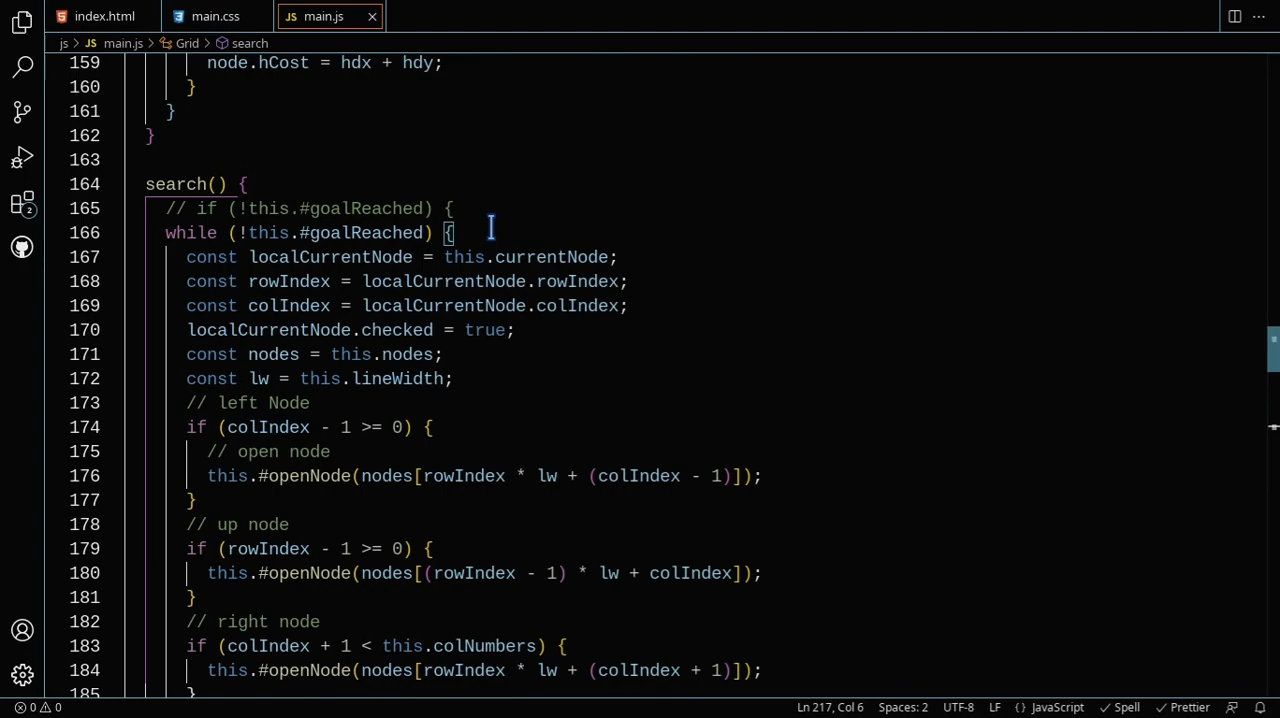 index.html
main.css
JS main.js
js > JS main.js > Grid > search
159 node.hCost = hdx + hdy;
160 }
161 }
162 }
163
164 search() {
165 // if (!this.#goalReached) {
166 while (!this.#goalReached) {
167 const localCurrentNode = this.currentNode;
168 const rowIndex = localCurrentNode.rowIndex;
169 const colIndex = localCurrentNode.colIndex;
170 localCurrentNode.checked = true;
171 const nodes = this.nodes;
172 const lw = this.lineWidth;
173 // left Node
174 if (colIndex - 1 >= 0) {
175 // open node
176 this.#openNode(nodes[rowIndex * lw + (colIndex - 1)]);
177 }
178 // up node
179 if (rowIndex - 1 >= 0) {
180 this.#openNode(nodes[(rowIndex - 1) * lw + colIndex]);
181 }
182 // right node
183 if (colIndex + 1 < this.colNumbers) {
184 this.#openNode(nodes[rowIndex * lw + (colIndex + 1)]);
185 }
2
0 0
Ln 217, Col 6
Spaces: 2
UTF-8
LF
{} JavaScript
Spell
Prettier